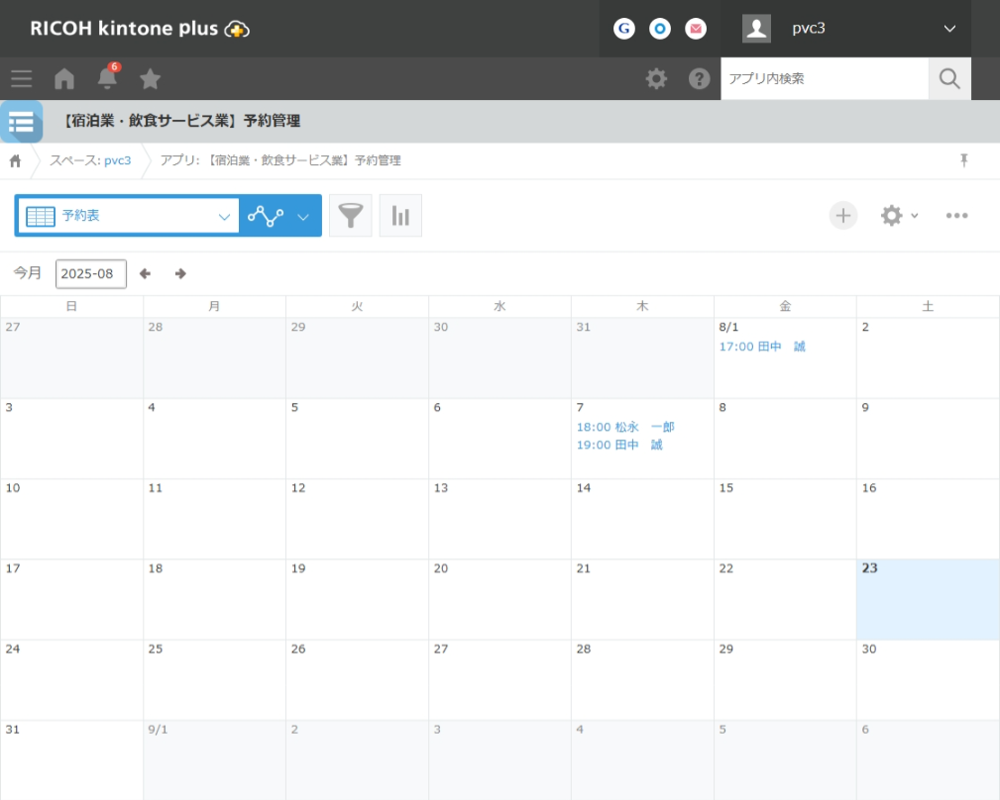 RICOH kintone plus
G
pvc3
6
?
アプリ内検索
【宿泊業・飲食サービス業】予約管理
スペース: pvc3
アプリ: 【宿泊業・飲食サービス業】予約管理
予約表
今月 2025-08
日 月 火 水 木 金 土
27 28 29 30 31 8/1 2
17:00 田中　誠
3 4 5 6 7 8 9
18:00 松永　一郎
19:00 田中　誠
10 11 12 13 14 15 16
17 18 19 20 21 22 23
24 25 26 27 28 29 30
31 9/1 2 3 4 5 6